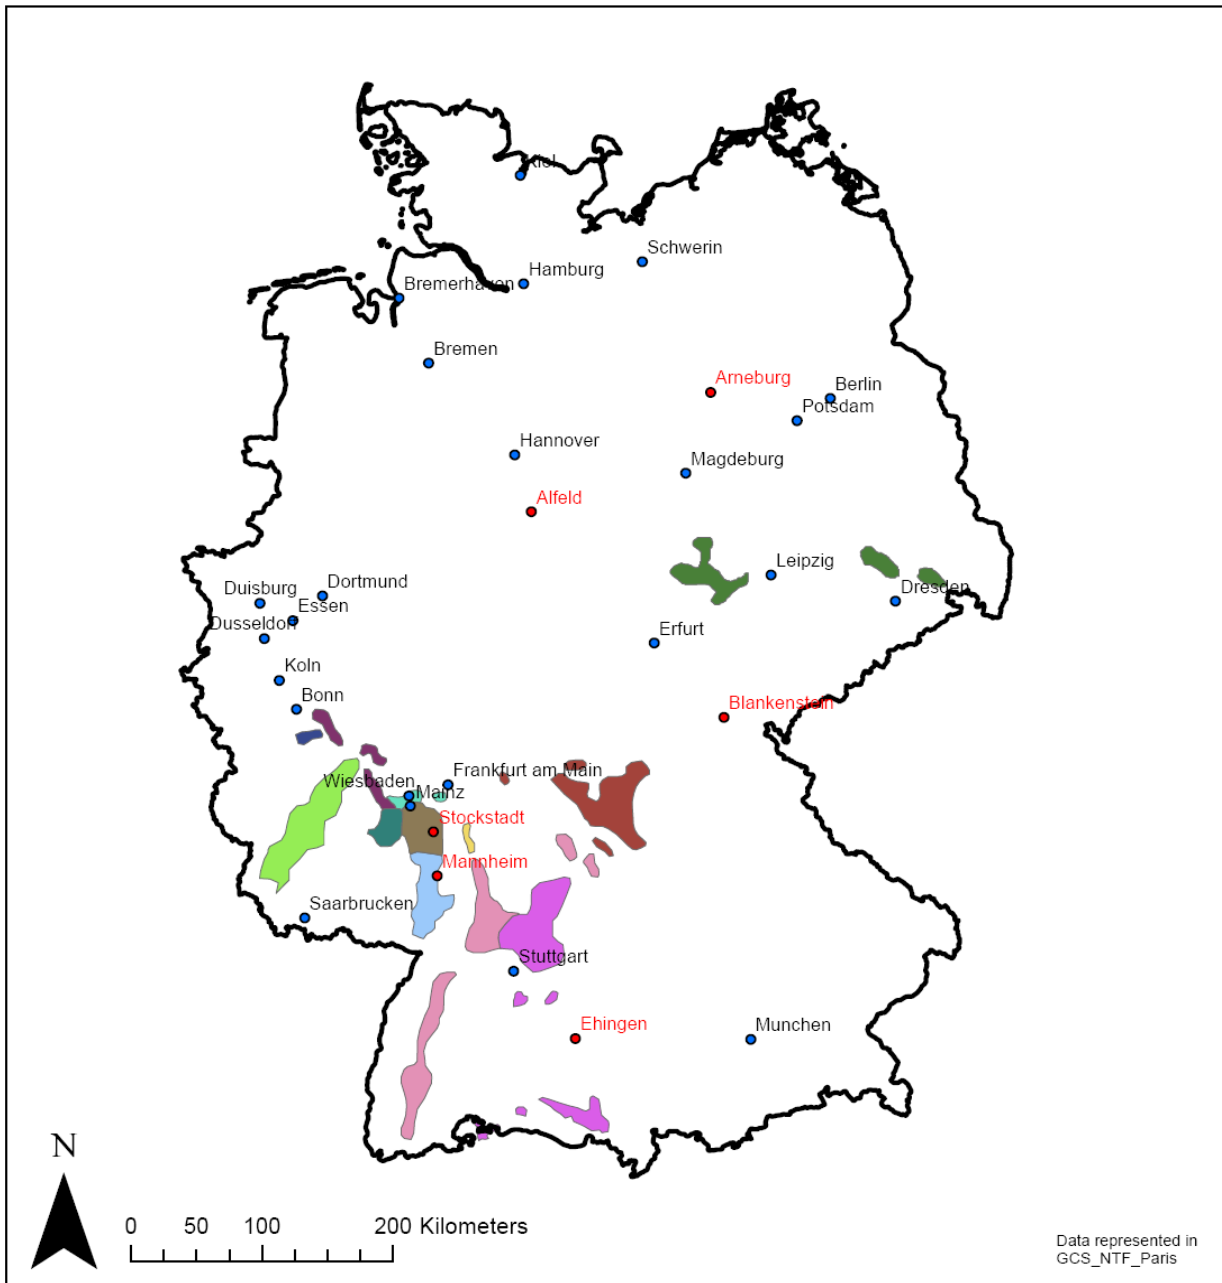 Kiel
Schwerin
Hamburg
Bremerhaven
Bremen
Arneburg
Berlin
Potsdam
Hannover
Magdeburg
Alfeld
Leipzig
Duisburg
Dortmund
Essen
Dresden
Dusseldorf
Erfurt
Koln
Bonn
Blankenstein
Frankfurt am Main
Wiesbaden
Mainz
Stockstadt
Mannheim
Saarbrucken
Stuttgart
Ehingen
Munchen
N
0 50 100 200 Kilometers
Data represented in
GCS_NTF_Paris